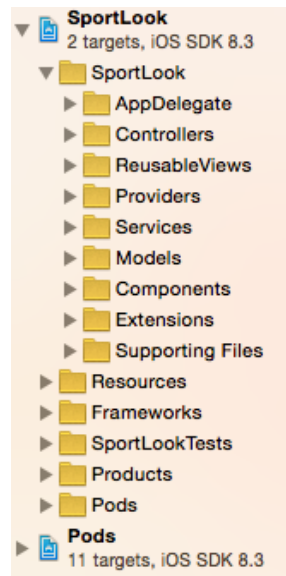 SportLook
2 targets, iOS SDK 8.3
SportLook
AppDelegate
Controllers
ReusableViews
Providers
Services
Models
Components
Extensions
Supporting Files
Resources
Frameworks
SportLookTests
Products
Pods
Pods
11 targets, iOS SDK 8.3